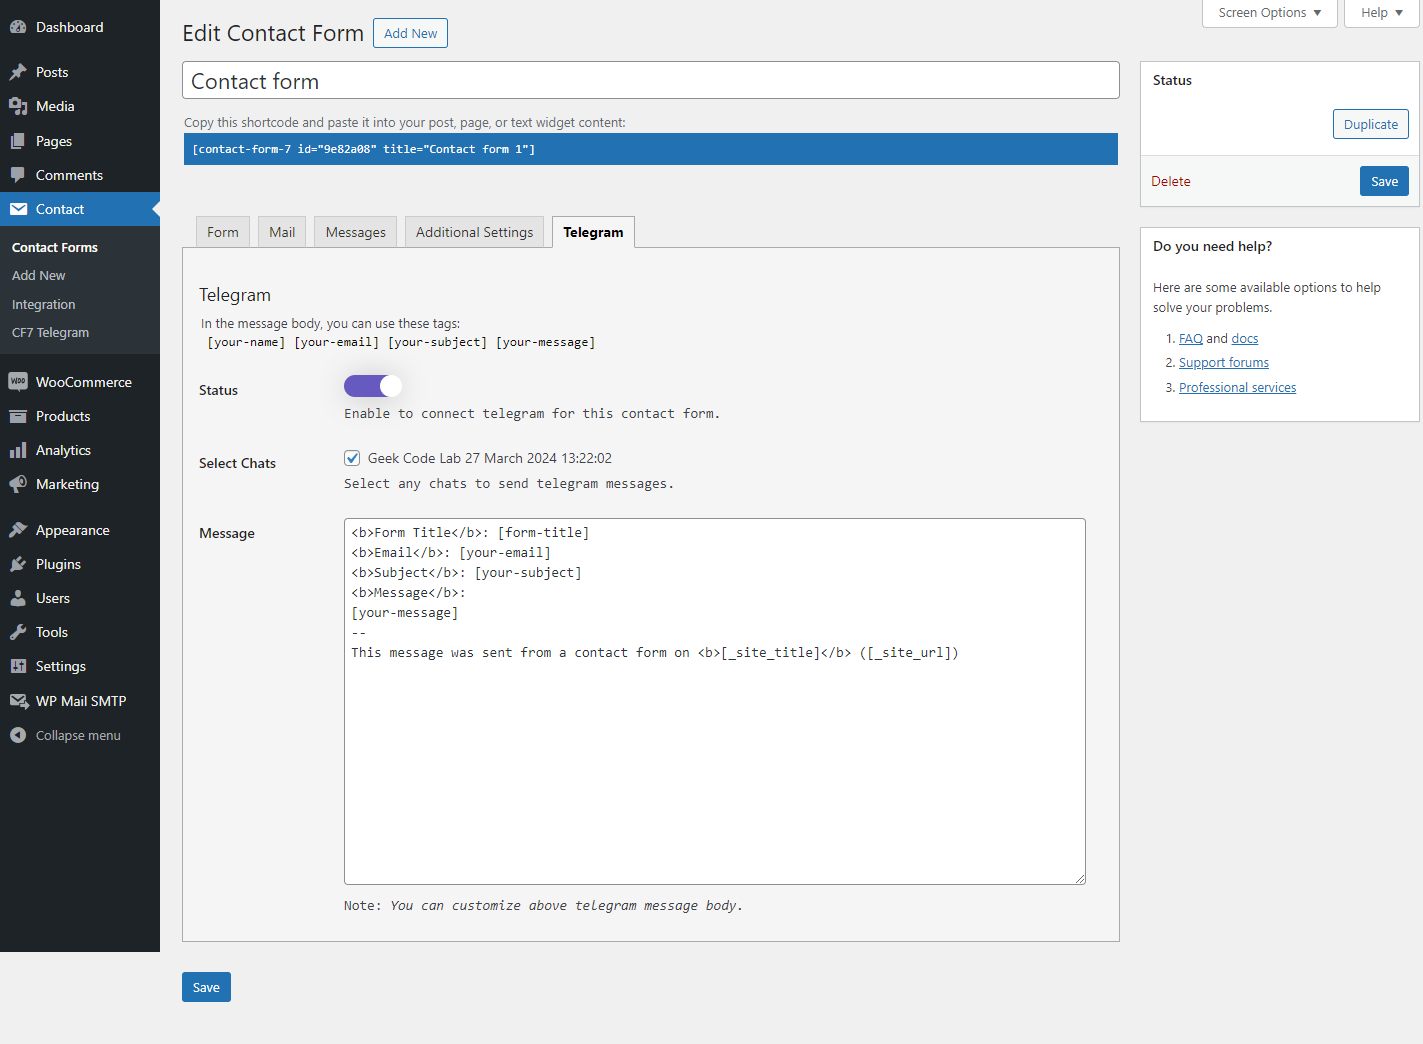 Dashboard
Posts
Media
Pages
Comments
Contact
Contact Forms
Add New
Integration
CF7 Telegram
WooCommerce
Products
Analytics
Marketing
Appearance
Plugins
Users
Tools
Settings
WP Mail SMTP
Collapse menu
Screen Options ▼
Help ▼
Edit Contact Form
Add New
Contact form
Copy this shortcode and paste it into your post, page, or text widget content:
[contact-form-7 id="9e82a08" title="Contact form 1"]
Form
Mail
Messages
Additional Settings
Telegram
Telegram
In the message body, you can use these tags:
[your-name] [your-email] [your-subject] [your-message]
Status
Enable to connect telegram for this contact form.
Select Chats
Geek Code Lab 27 March 2024 13:22:02
Select any chats to send telegram messages.
Message
<b>Form Title</b>: [form-title]
<b>Email</b>: [your-email]
<b>Subject</b>: [your-subject]
<b>Message</b>:
[your-message]
--
This message was sent from a contact form on <b>[_site_title]</b> ([_site_url])
Note: You can customize above telegram message body.
Save
Status
Duplicate
Delete
Save
Do you need help?
Here are some available options to help
solve your problems.
1. FAQ and docs
2. Support forums
3. Professional services